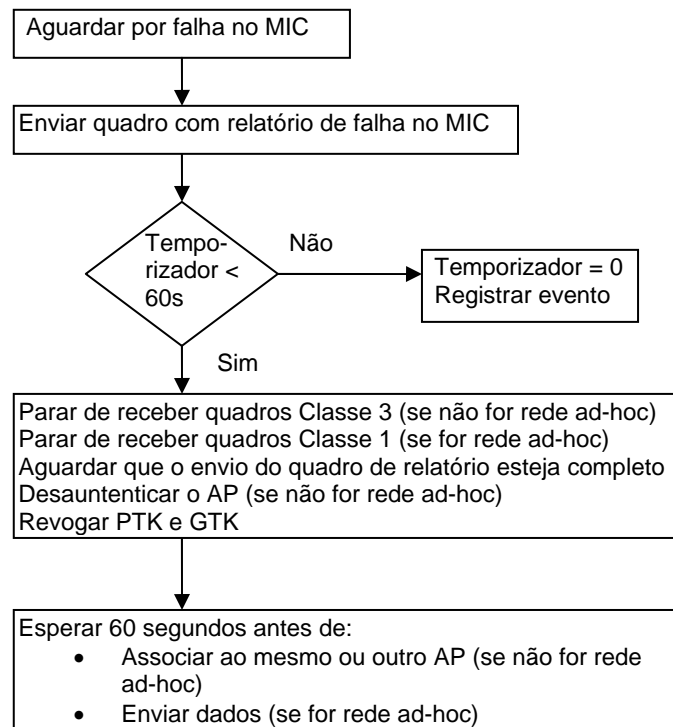 Aguardar por falha no MIC
Enviar quadro com relatório de falha no MIC
Tempo-
rizador <
60s
Não
Temporizador = 0
Registrar evento
Sim
Parar de receber quadros Classe 3 (se não for rede ad-hoc)
Parar de receber quadros Classe 1 (se for rede ad-hoc)
Aguardar que o envio do quadro de relatório esteja completo
Desauntenticar o AP (se não for rede ad-hoc)
Revogar PTK e GTK
Esperar 60 segundos antes de:
• Associar ao mesmo ou outro AP (se não for rede
ad-hoc)
• Enviar dados (se for rede ad-hoc)